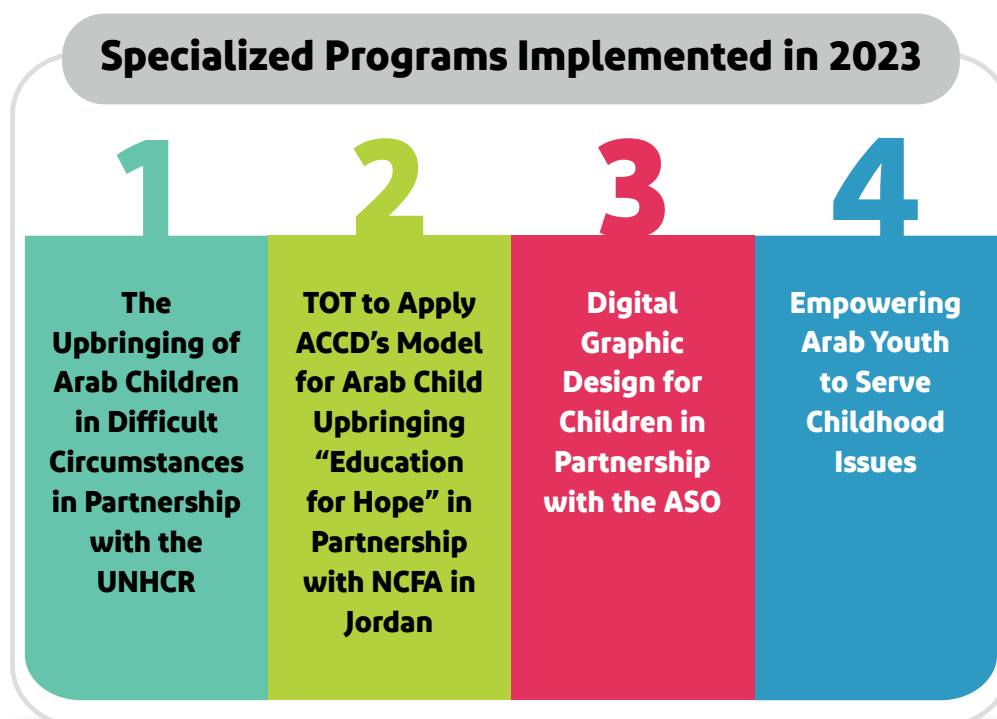 Specialized Programs Implemented in 2023
1
The
Upbringing of
Arab Children
in Difficult
Circumstances
in Partnership
with the
UNHCR
2
TOT to Apply
ACCD’s Model
for Arab Child
Upbringing
“Education
for Hope” in
Partnership
with NCFA in
Jordan
3
Digital
Graphic
Design for
Children in
Partnership
with the ASO
4
Empowering
Arab Youth
to Serve
Childhood
Issues